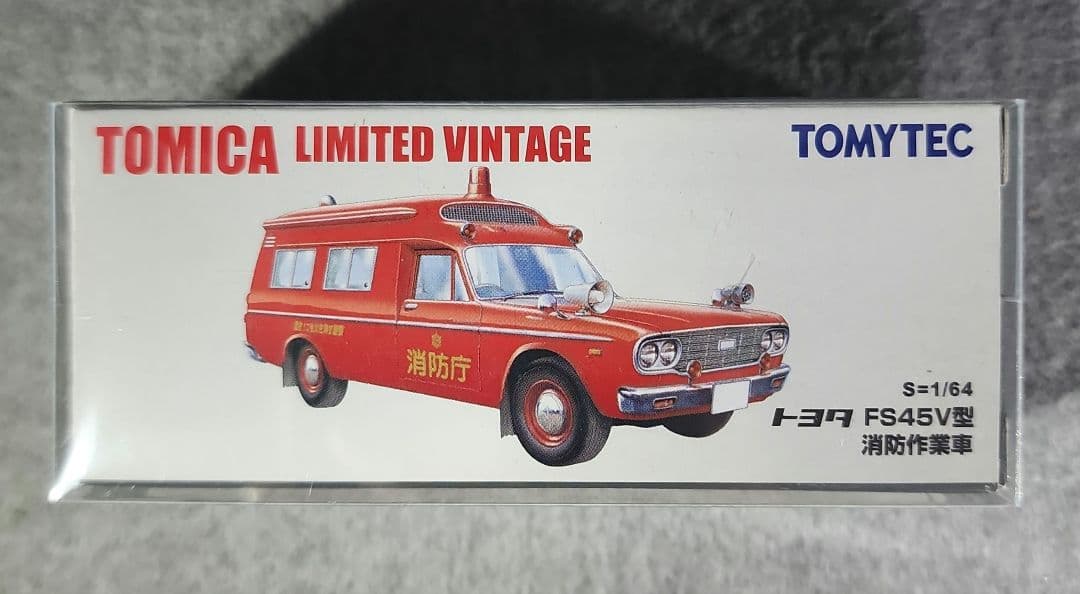 TOMICA LIMITED VINTAGE
TOMYTEC
消防庁
S=1/64
トヨタ FS45V型
消防作業車